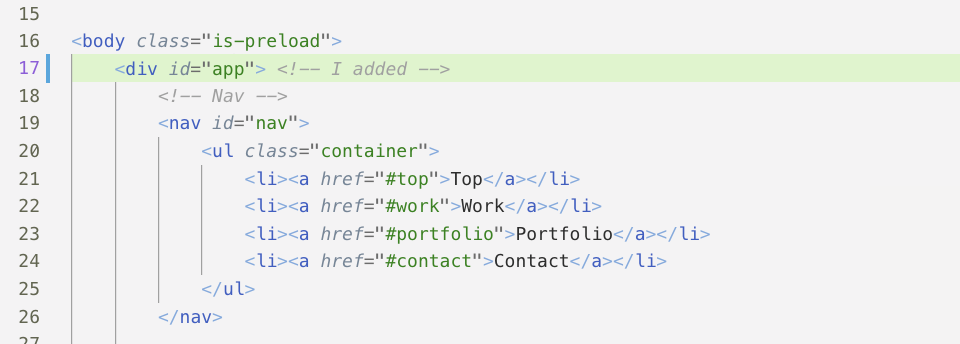 15
16 <body class="is-preload">
17 <div id="app"> <!-- I added -->
18 <!-- Nav -->
19 <nav id="nav">
20 <ul class="container">
21 <li><a href="#top">Top</a></li>
22 <li><a href="#work">Work</a></li>
23 <li><a href="#portfolio">Portfolio</a></li>
24 <li><a href="#contact">Contact</a></li>
25 </ul>
26 </nav>
27